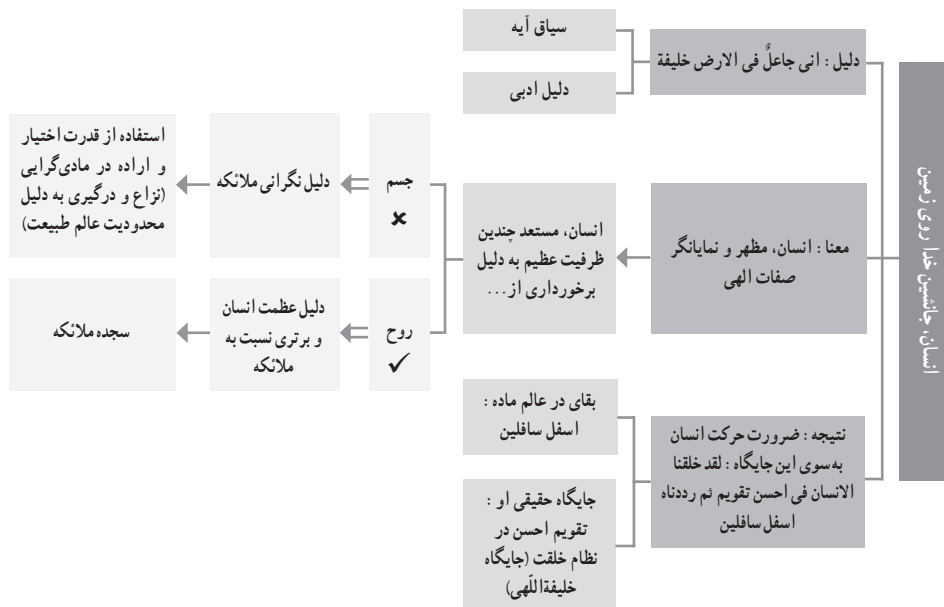 انسان، جانشین خدا روی زمین
دلیل : انی جاعلٌ فی الارض خلیفة
سیاق آیه
دلیل ادبی
معنا : انسان، مظهر و نمایانگر
صفات الهی
انسان، مستعد چندین
ظرفیت عظیم به دلیل
برخورداری از...
جسم
✘
دلیل نگرانی ملائکه
استفاده از قدرت اختیار
و اراده در مادی‌گرایی
(نزاع و درگیری به دلیل
محدودیت عالم طبیعت)
روح
✓
دلیل عظمت انسان
و برتری نسبت به
ملائکه
سجده ملائکه
نتیجه : ضرورت حرکت انسان
به‌سوی این جایگاه : لقد خلقنا
الانسان فی احسن تقویم ثم رددناه
اسفل سافلین
بقای در عالم ماده :
اسفل سافلین
جایگاه حقیقی او :
تقویم احسن در
نظام خلقت (جایگاه
خلیفةاللّهی)